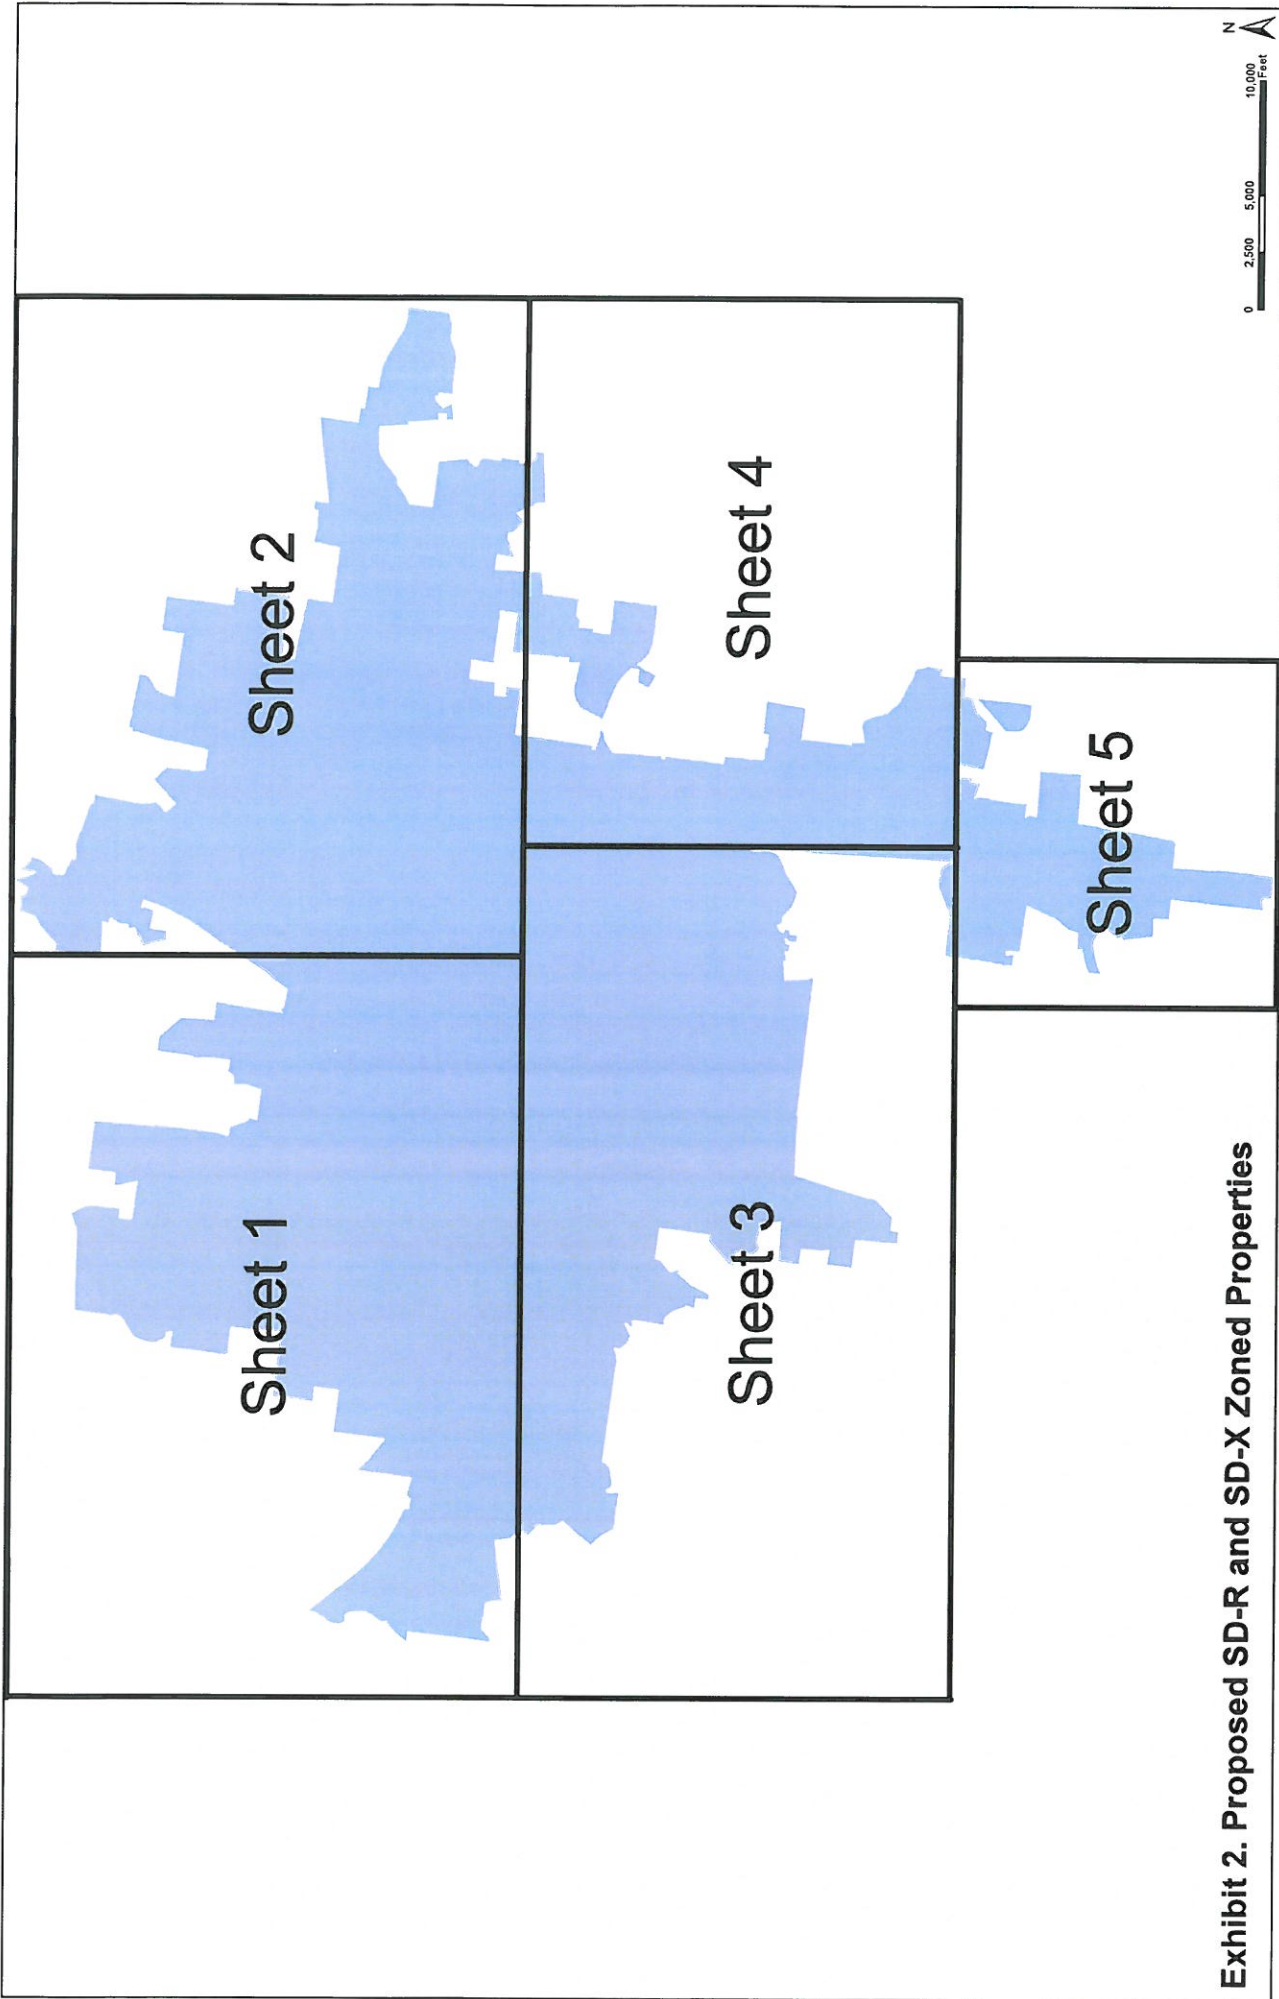 Sheet 1
Sheet 2
Sheet 3
Sheet 4
Sheet 5
Exhibit 2. Proposed SD-R and SD-X Zoned Properties
0 2,500 5,000 10,000
Feet
N